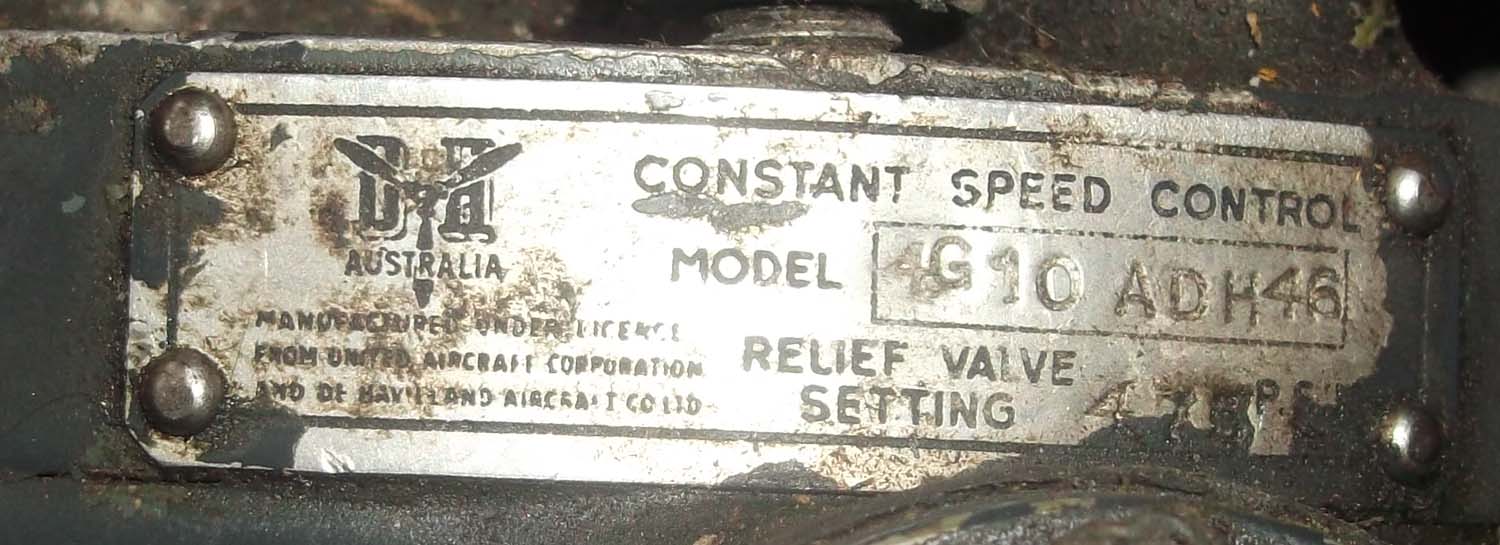 D H
AUSTRALIA
MANUFACTURED UNDER LICENCE
FROM UNITED AIRCRAFT CORPORATION
AND DE HAVILLAND AIRCRAFT CO LTD
CONSTANT SPEED CONTROL
MODEL 4G10 ADH46
RELIEF VALVE
SETTING